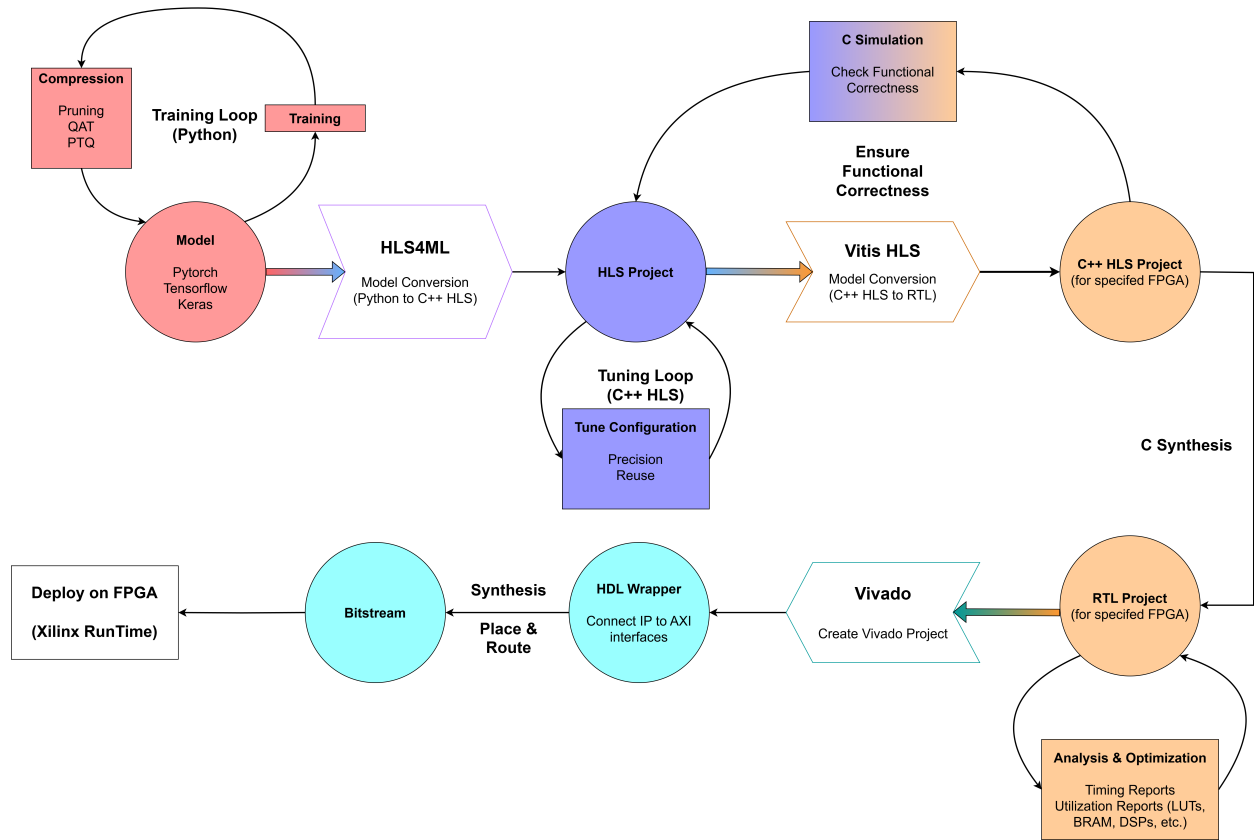 Compression
Pruning
QAT
PTQ
Training Loop
(Python)
Training
C Simulation
Check Functional
Correctness
Ensure
Functional
Correctness
Model
Pytorch
Tensorflow
Keras
HLS4ML
Model Conversion
(Python to C++ HLS)
HLS Project
Vitis HLS
Model Conversion
(C++ HLS to RTL)
C++ HLS Project
(for specifed FPGA)
Tuning Loop
(C++ HLS)
Tune Configuration
Precision
Reuse
C Synthesis
Deploy on FPGA
(Xilinx RunTime)
Bitstream
Synthesis
Place &
Route
HDL Wrapper
Connect IP to AXI
interfaces
Vivado
Create Vivado Project
RTL Project
(for specifed FPGA)
Analysis & Optimization
Timing Reports
Utilization Reports (LUTs,
BRAM, DSPs, etc.)